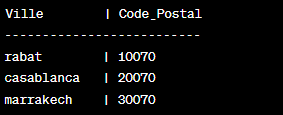 Ville        | Code_Postal
--------------------------
rabat        | 10070
casablanca   | 20070
marrakech    | 30070